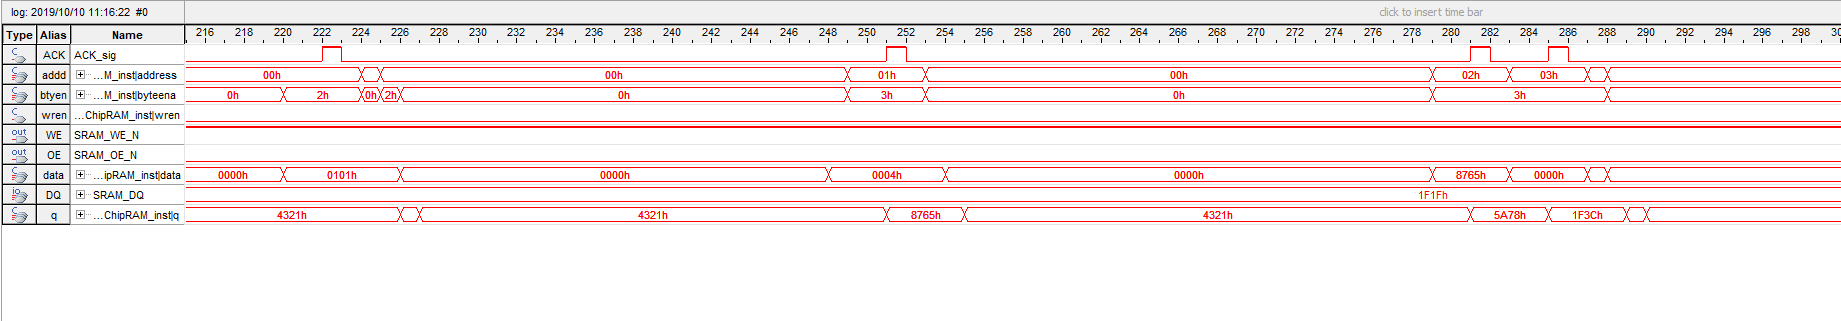 log: 2019/10/10 11:16:22 #0
click to insert time bar
Type Alias Name 216 218 220 222 224 226 228 230 232 234 236 238 240 242 244 246 248 250 252 254 256 258 260 262 264 266 268 270 272 274 276 278 280 282 284 286 288 290 292 294 296 298 30
C ACK ACK_sig
C addd ...M_inst|address 00h 00h 01h 00h 02h 03h
C btyen ...M_inst|byteena 0h 2h 0h 2h 0h 3h 0h 3h
C wren ...ChipRAM_inst|wren
out WE SRAM_WE_N
out OE SRAM_OE_N
C data ...ipRAM_inst|data 0000h 0101h 0000h 0004h 0000h 8765h 0000h
io DQ SRAM_DQ 1F1Fh
C q ...ChipRAM_inst|q 4321h 4321h 8765h 4321h 5A78h 1F3Ch